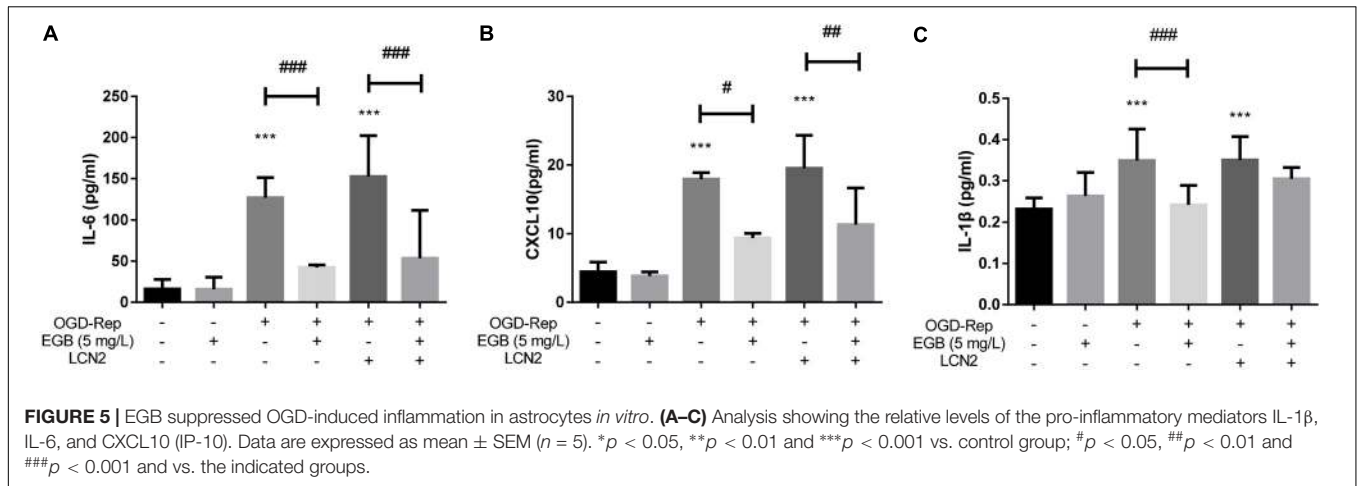 A
###
###
250
200
150
100
50
0
IL-6 (pg/ml)
***
***
OGD-Rep - - + + + +
EGB (5 mg/L) - + - + - +
LCN2 - - - - + +
B
##
#
30
20
10
0
CXCL10(pg/ml)
***
***
OGD-Rep - - + + + +
EGB (5 mg/L) - + - + - +
LCN2 - - - - + +
C
###
0.5
0.4
0.3
0.2
0.1
0.0
IL-1β (pg/ml)
***
***
OGD-Rep - - + + + +
EGB (5 mg/L) - + - + - +
LCN2 - - - - + +
FIGURE 5 | EGB suppressed OGD-induced inflammation in astrocytes in vitro. (A–C) Analysis showing the relative levels of the pro-inflammatory mediators IL-1β,
IL-6, and CXCL10 (IP-10). Data are expressed as mean ± SEM (n = 5). *p < 0.05, **p < 0.01 and ***p < 0.001 vs. control group; #p < 0.05, ##p < 0.01 and
###p < 0.001 and vs. the indicated groups.